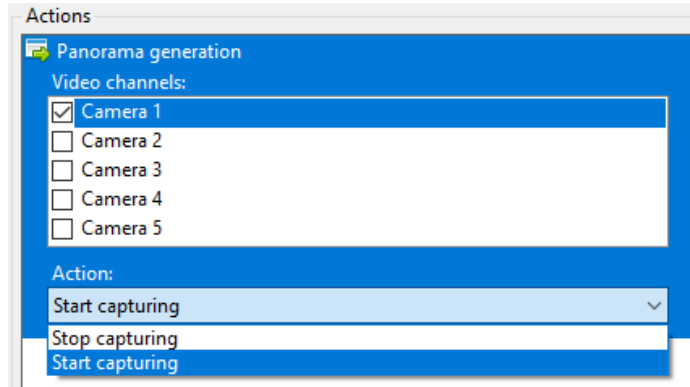 Actions
Panorama generation
Video channels:
Camera 1
Camera 2
Camera 3
Camera 4
Camera 5
Action:
Start capturing
Stop capturing
Start capturing